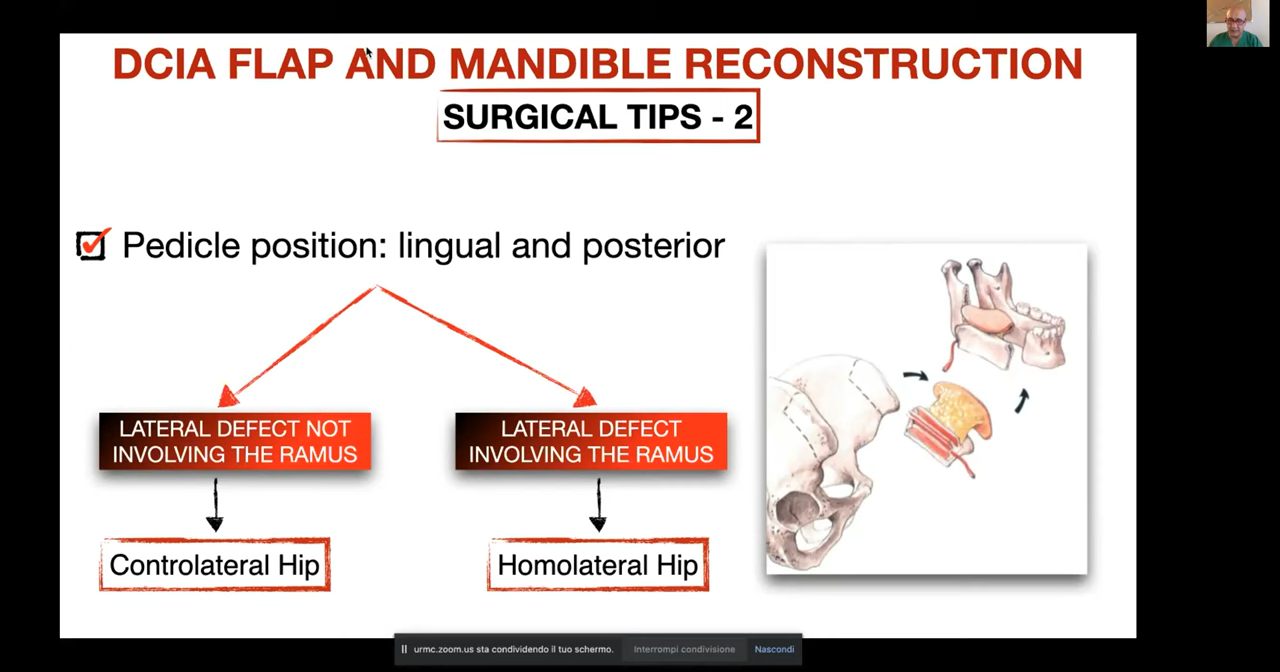 DCIA FLAP AND MANDIBLE RECONSTRUCTION
SURGICAL TIPS - 2
Pedicle position: lingual and posterior
LATERAL DEFECT NOT
INVOLVING THE RAMUS
LATERAL DEFECT
INVOLVING THE RAMUS
Controlateral Hip
Homolateral Hip
urmc.zoom.us sta condividendo il tuo schermo.
Interrompi condivisione
Nascondi